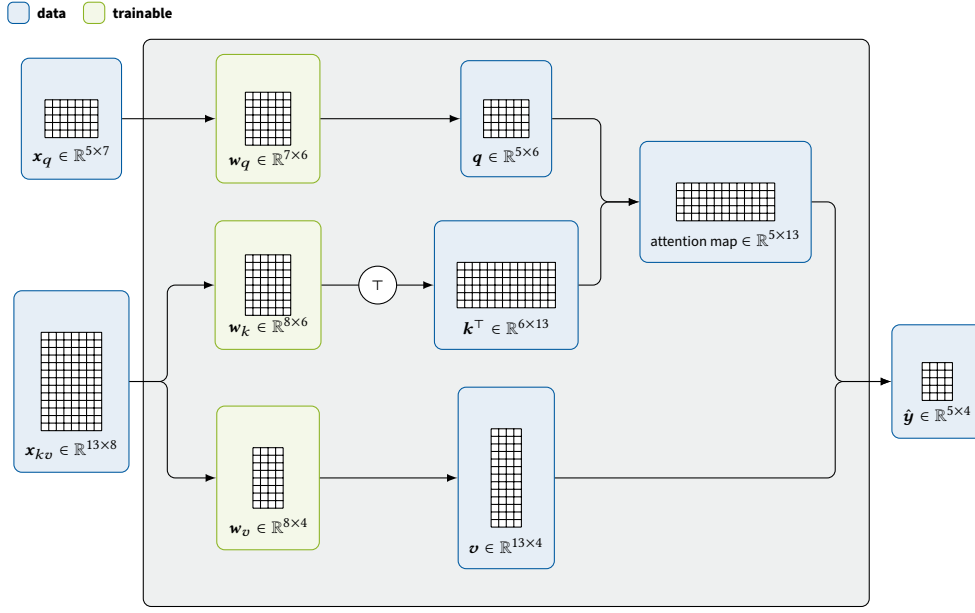 data trainable
𝒙_q ∈ ℝ^{5×7}
𝒘_q ∈ ℝ^{7×6}
𝒒 ∈ ℝ^{5×6}
attention map ∈ ℝ^{5×13}
⊤
𝒘_k ∈ ℝ^{8×6}
𝒌^⊤ ∈ ℝ^{6×13}
𝒙_{kv} ∈ ℝ^{13×8}
𝒚̂ ∈ ℝ^{5×4}
𝒘_v ∈ ℝ^{8×4}
𝒗 ∈ ℝ^{13×4}